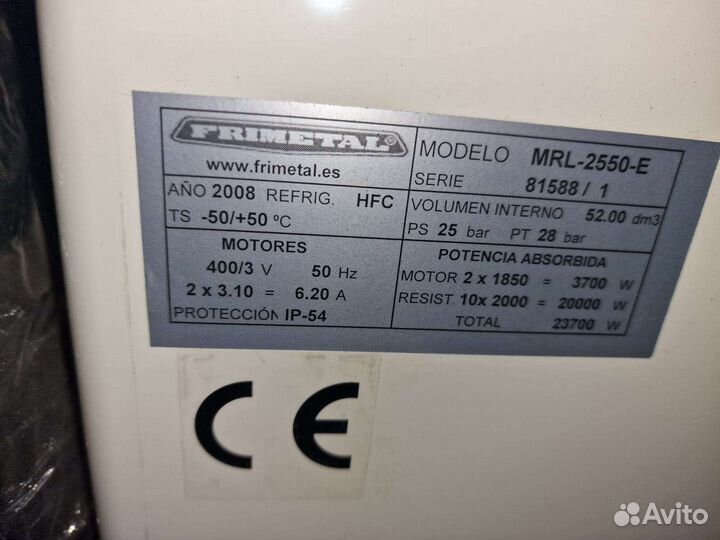 FRIMETAL®
www.frimetal.es
AÑO 2008 REFRIG. HFC
TS -50/+50 ºC
MOTORES
400/3 V 50 Hz
2 x 3.10 = 6.20 A
PROTECCIÓN IP-54
MODELO MRL-2550-E
SERIE 81588 / 1
VOLUMEN INTERNO 52.00 dm3
PS 25 bar PT 28 bar
POTENCIA ABSORBIDA
MOTOR 2 x 1850 = 3700 W
RESIST. 10x 2000 = 20000 W
TOTAL 23700 W
CE
Avito